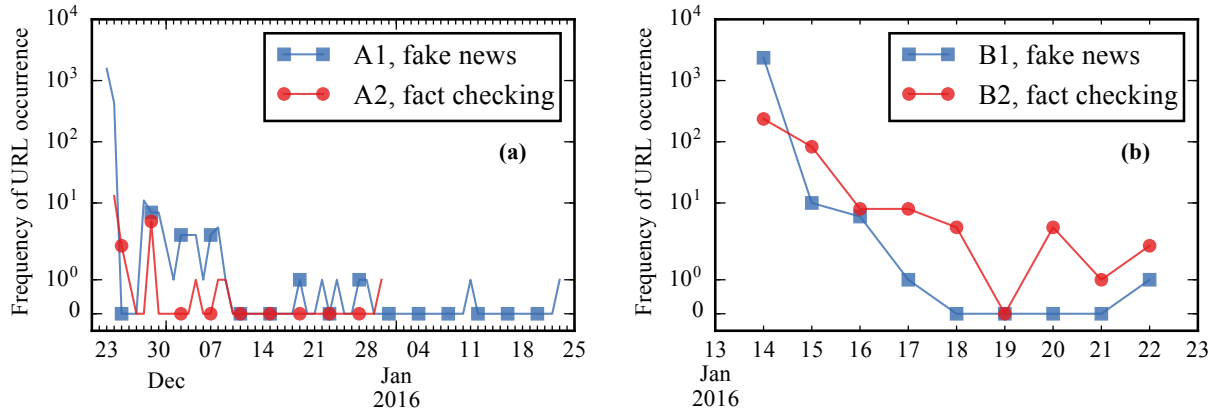 Frequency of URL occurrence
10^4
10^3
10^2
10^1
10^0
0
A1, fake news
A2, fact checking
(a)
23 30 07 14 21 28 04 11 18 25
Dec Jan
2016
Frequency of URL occurrence
10^4
10^3
10^2
10^1
10^0
0
B1, fake news
B2, fact checking
(b)
13 14 15 16 17 18 19 20 21 22 23
Jan
2016